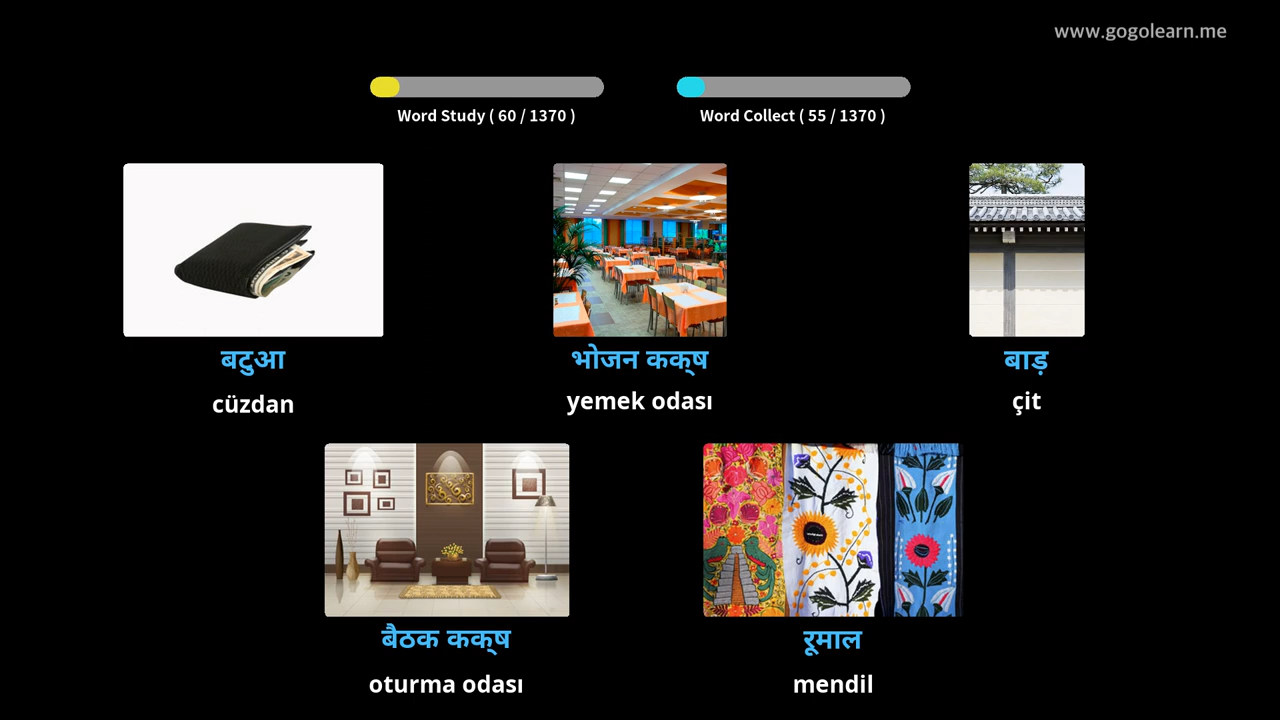 www.gogolearn.me
Word Study ( 60 / 1370 )
Word Collect ( 55 / 1370 )
बटुआ
cüzdan
भोजन कक्ष
yemek odası
बाड़
çit
बैठक कक्ष
oturma odası
रूमाल
mendil